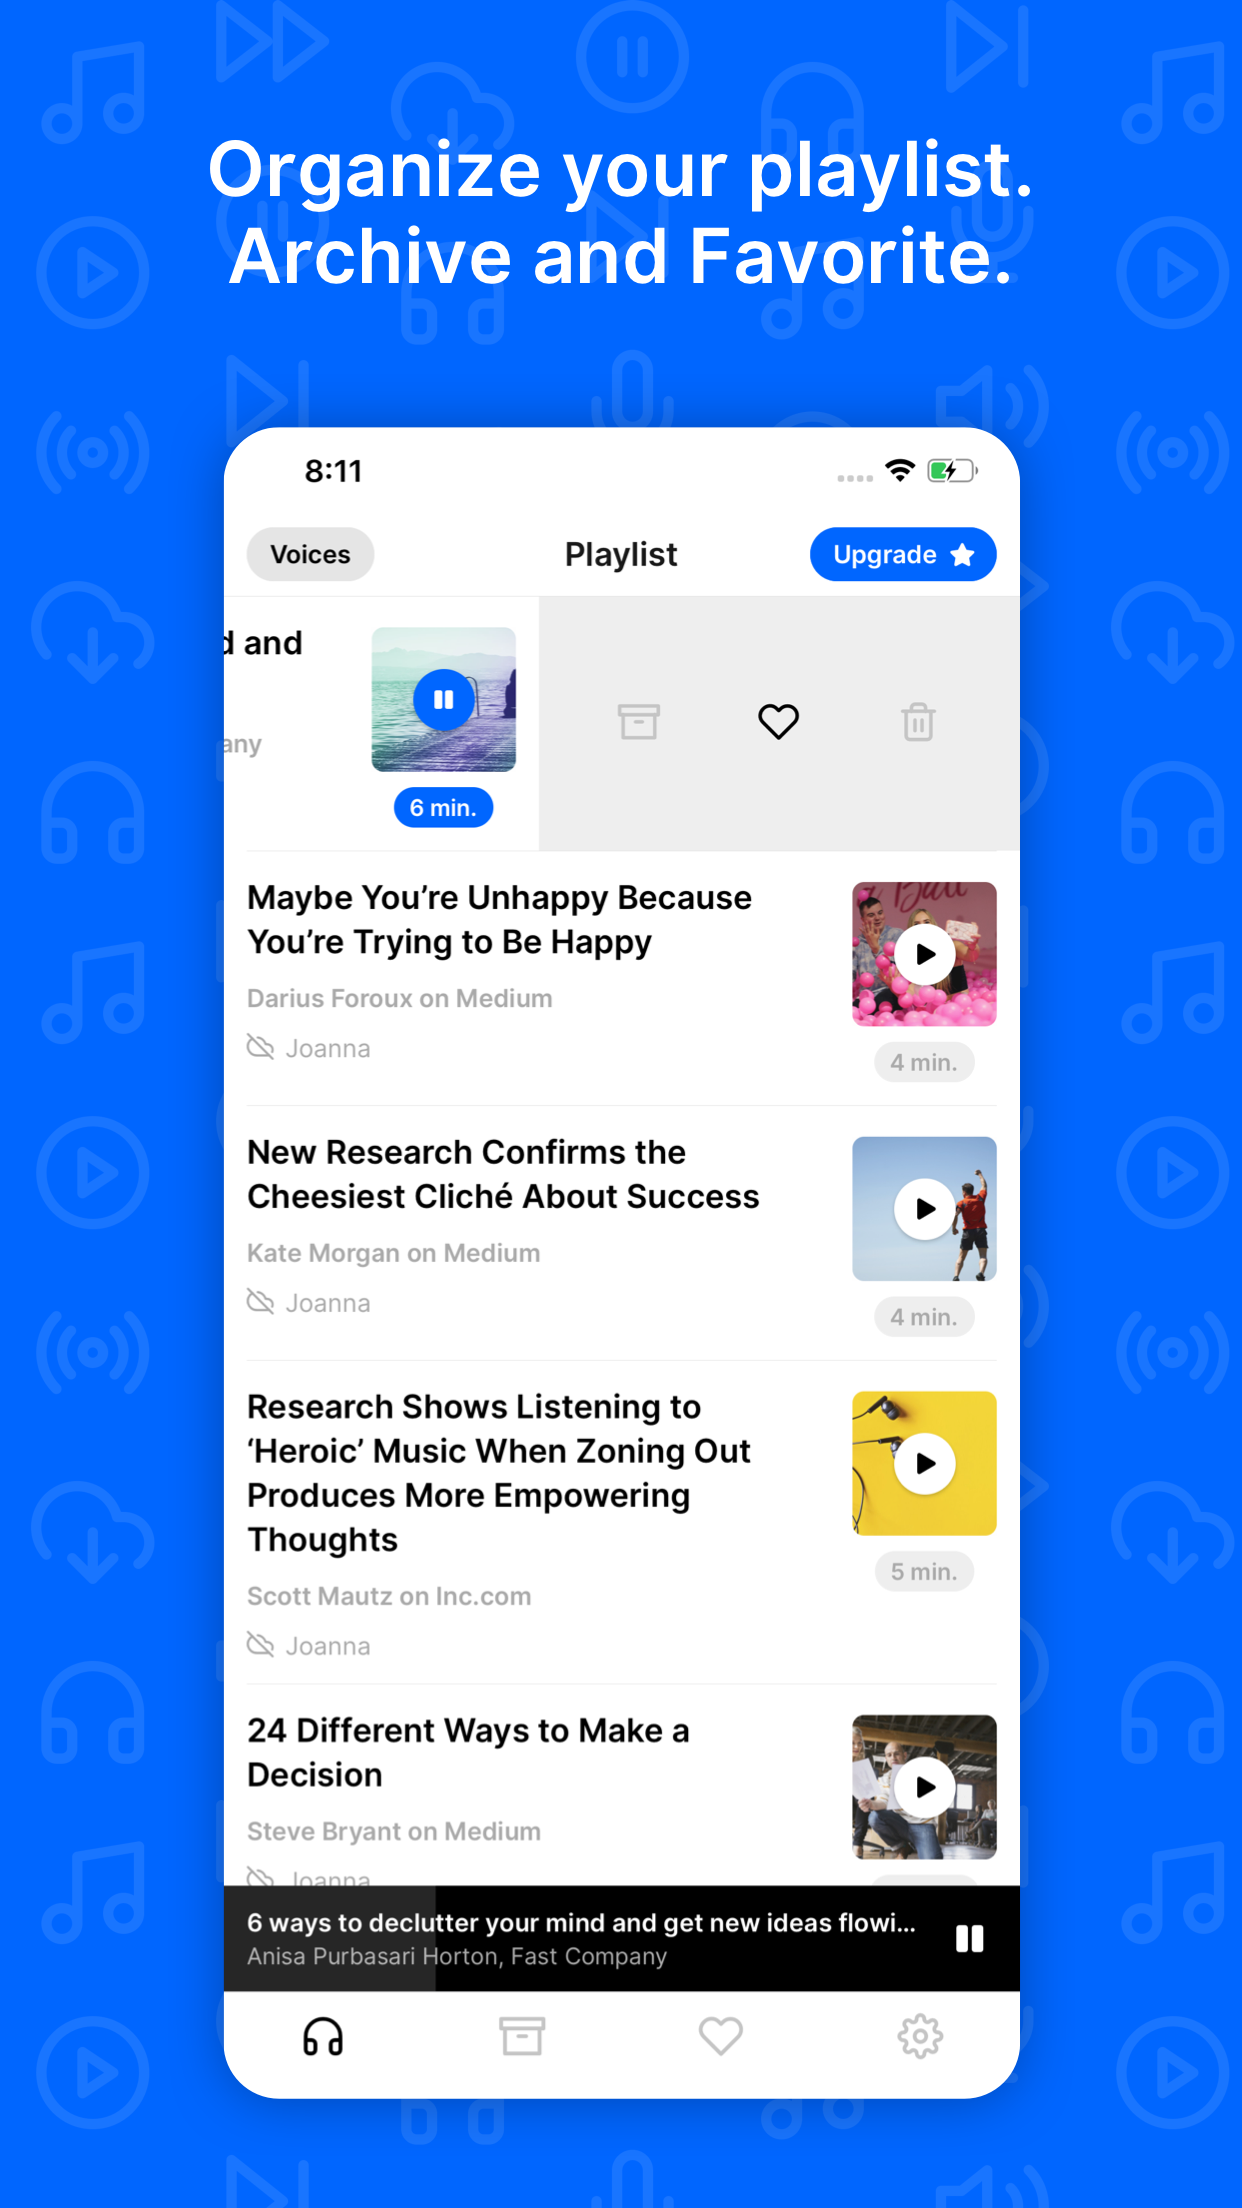 Organize your playlist.
Archive and Favorite.
8:11
Voices
Playlist
Upgrade
d and
any
6 min.
Maybe You’re Unhappy Because
You’re Trying to Be Happy
Darius Foroux on Medium
Joanna
4 min.
New Research Confirms the
Cheesiest Cliché About Success
Kate Morgan on Medium
Joanna
4 min.
Research Shows Listening to
‘Heroic’ Music When Zoning Out
Produces More Empowering
Thoughts
Scott Mautz on Inc.com
Joanna
5 min.
24 Different Ways to Make a
Decision
Steve Bryant on Medium
Joanna
6 ways to declutter your mind and get new ideas flowi...
Anisa Purbasari Horton, Fast Company